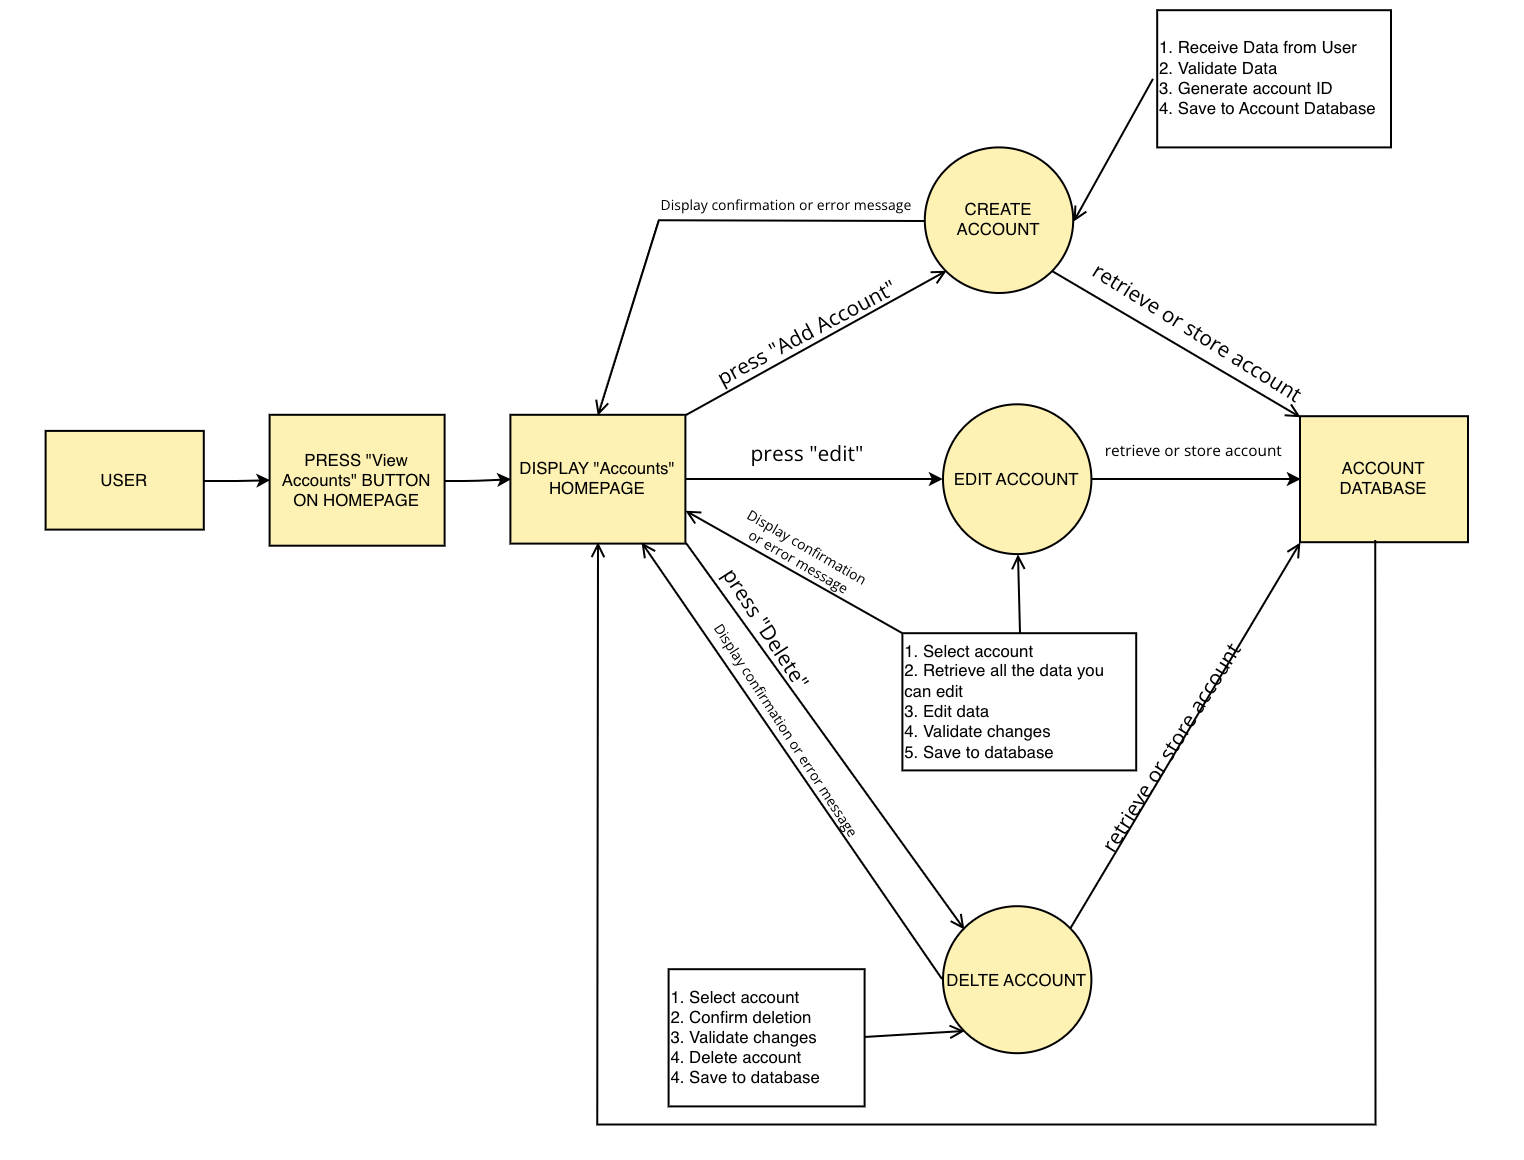 1. Receive Data from User
2. Validate Data
3. Generate account ID
4. Save to Account Database
CREATE
ACCOUNT
Display confirmation or error message
press "Add Account"
retrieve or store account
USER
PRESS "View
Accounts" BUTTON
ON HOMEPAGE
DISPLAY "Accounts"
HOMEPAGE
press "edit"
EDIT ACCOUNT
retrieve or store account
ACCOUNT
DATABASE
Display confirmation
or error message
press "Delete"
Display confirmation or error message
1. Select account
2. Retrieve all the data you
can edit
3. Edit data
4. Validate changes
5. Save to database
retrieve or store account
DELTE ACCOUNT
1. Select account
2. Confirm deletion
3. Validate changes
4. Delete account
4. Save to database